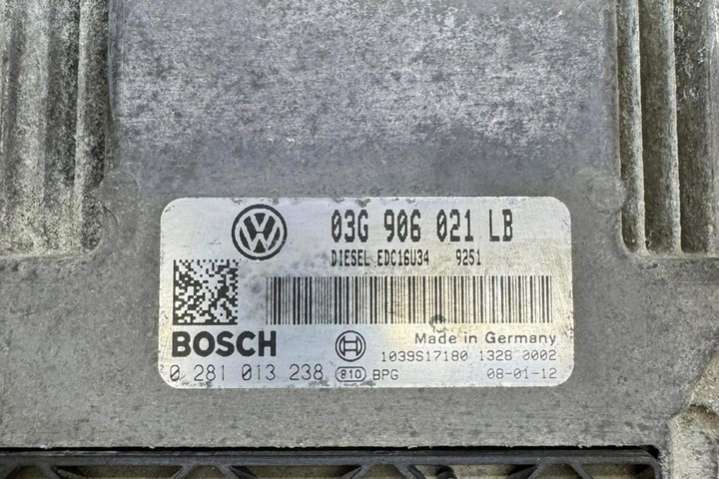 03G 906 021 LB
DIESEL EDC16U34 9251
BOSCH
Made in Germany
1039S17180 1328 0002
0 281 013 238 810 BPG 08-01-12